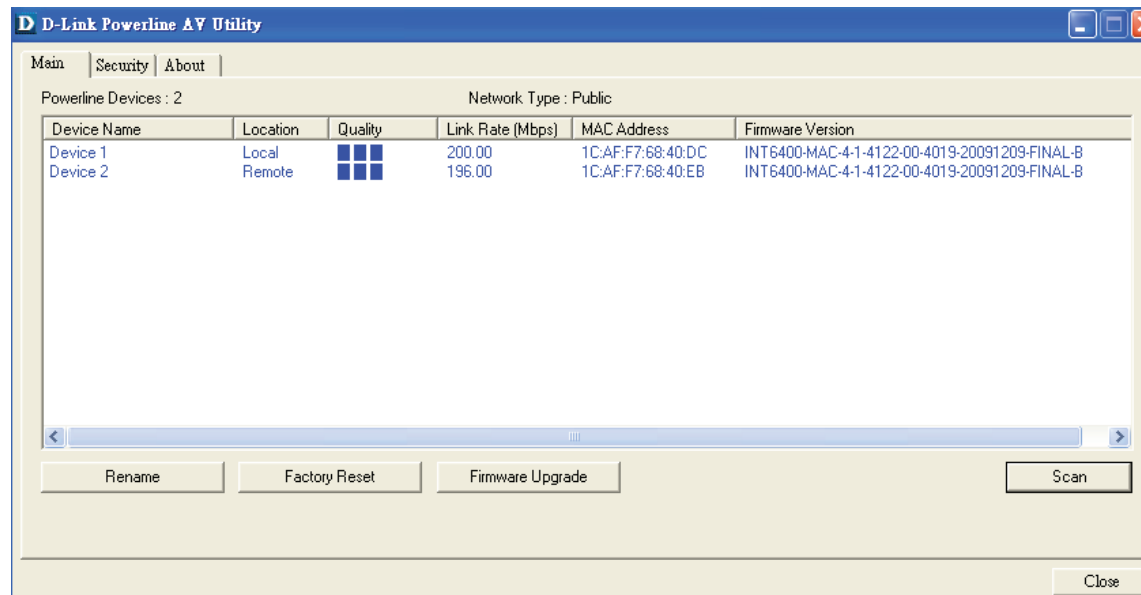 D D-Link Powerline AV Utility
Main Security About
Powerline Devices : 2 Network Type : Public
Device Name Location Quality Link Rate (Mbps) MAC Address Firmware Version
Device 1 Local 200.00 1C:AF:F7:68:40:DC INT6400-MAC-4-1-4122-00-4019-20091209-FINAL-B
Device 2 Remote 196.00 1C:AF:F7:68:40:EB INT6400-MAC-4-1-4122-00-4019-20091209-FINAL-B
Rename Factory Reset Firmware Upgrade Scan
Close